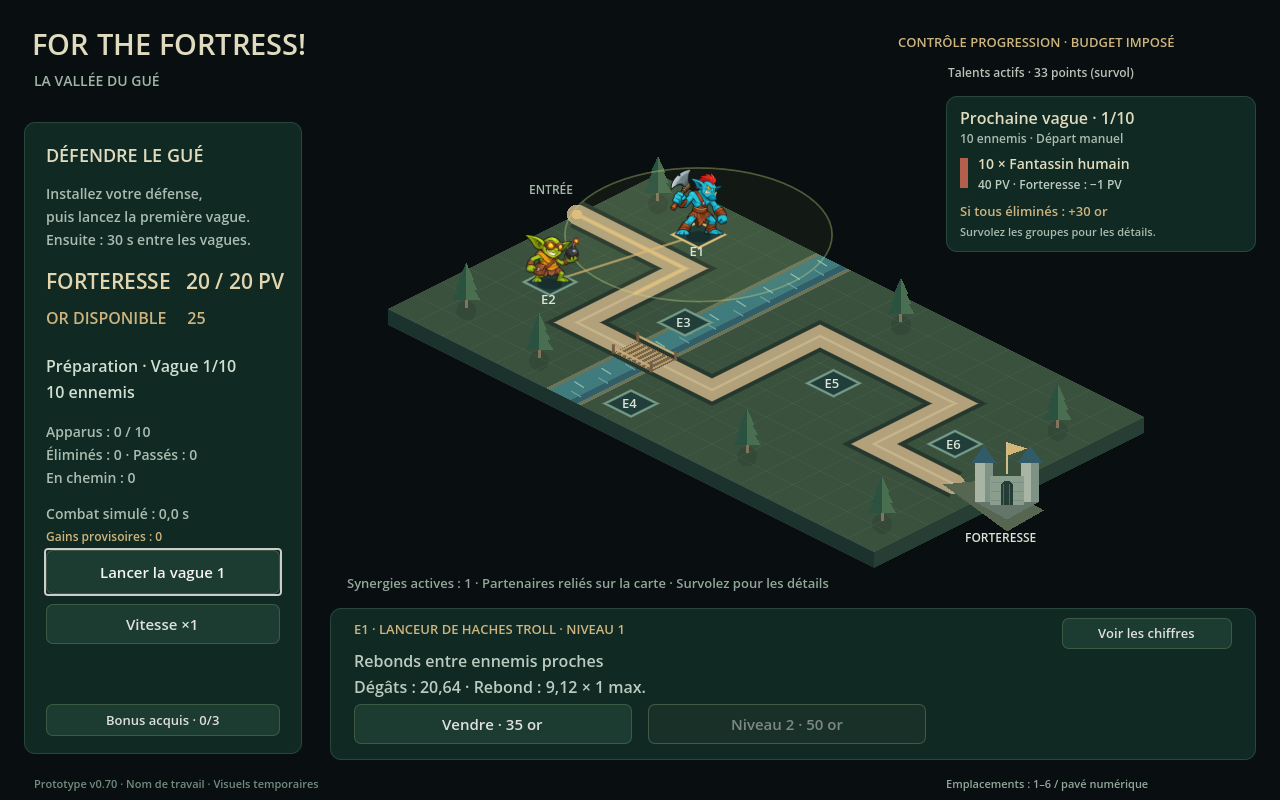 FOR THE FORTRESS!
LA VALLÉE DU GUÉ
CONTRÔLE PROGRESSION · BUDGET IMPOSÉ
Talents actifs · 33 points (survol)
Prochaine vague · 1/10
10 ennemis · Départ manuel
10 × Fantassin humain
40 PV · Forteresse : −1 PV
Si tous éliminés : +30 or
Survolez les groupes pour les détails.
DÉFENDRE LE GUÉ
Installez votre défense,
puis lancez la première vague.
Ensuite : 30 s entre les vagues.
FORTERESSE 20 / 20 PV
OR DISPONIBLE 25
Préparation · Vague 1/10
10 ennemis
Apparus : 0 / 10
Éliminés : 0 · Passés : 0
En chemin : 0
Combat simulé : 0,0 s
Gains provisoires : 0
Lancer la vague 1
Vitesse ×1
Bonus acquis · 0/3
ENTRÉE
E1
E2
E3
E4
E5
E6
FORTERESSE
Synergies actives : 1 · Partenaires reliés sur la carte · Survolez pour les détails
E1 · LANCEUR DE HACHES TROLL · NIVEAU 1
Voir les chiffres
Rebonds entre ennemis proches
Dégâts : 20,64 · Rebond : 9,12 × 1 max.
Vendre · 35 or
Niveau 2 · 50 or
Prototype v0.70 · Nom de travail · Visuels temporaires
Emplacements : 1–6 / pavé numérique